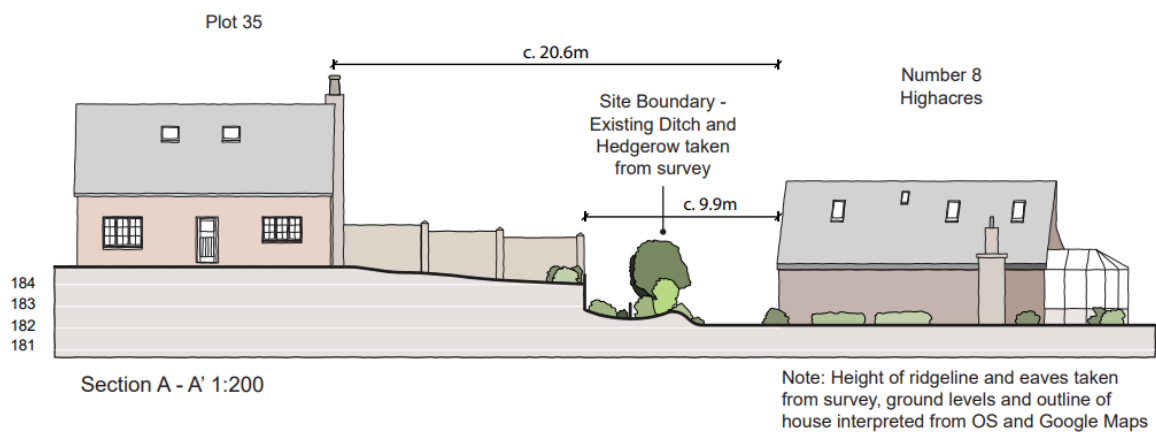 Plot 35
c. 20.6m
Number 8
Highacres
Site Boundary -
Existing Ditch and
Hedgerow taken
from survey
c. 9.9m
184
183
182
181
Section A - A' 1:200
Note: Height of ridgeline and eaves taken
from survey, ground levels and outline of
house interpreted from OS and Google Maps